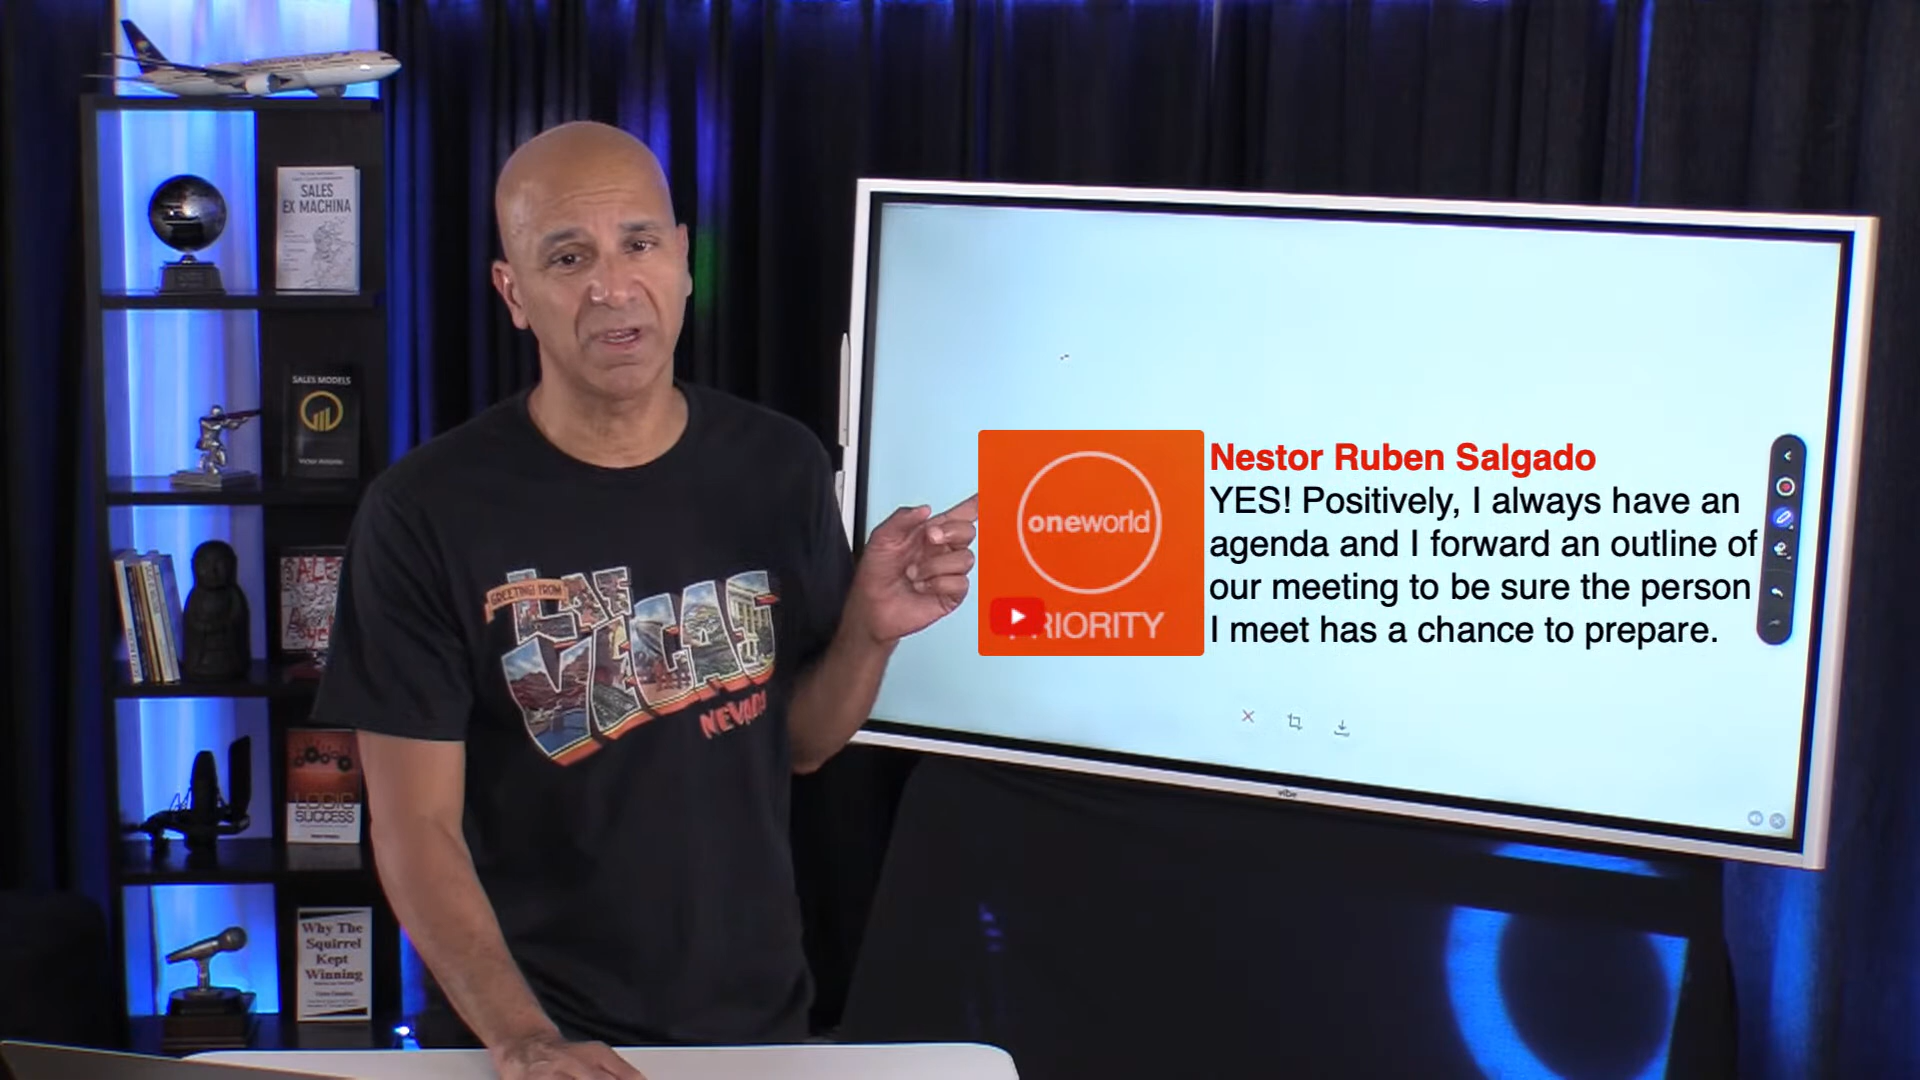 SALES
EX MACHINA
SALES MODELS
LOGIC
SUCCESS
Why The
Squirrel
Kept
Winning
GREETINGS FROM
LAS
VEGAS
NEVADA
oneworld
PRIORITY
Nestor Ruben Salgado
YES! Positively, I always have an
agenda and I forward an outline of
our meeting to be sure the person
I meet has a chance to prepare.
vibe